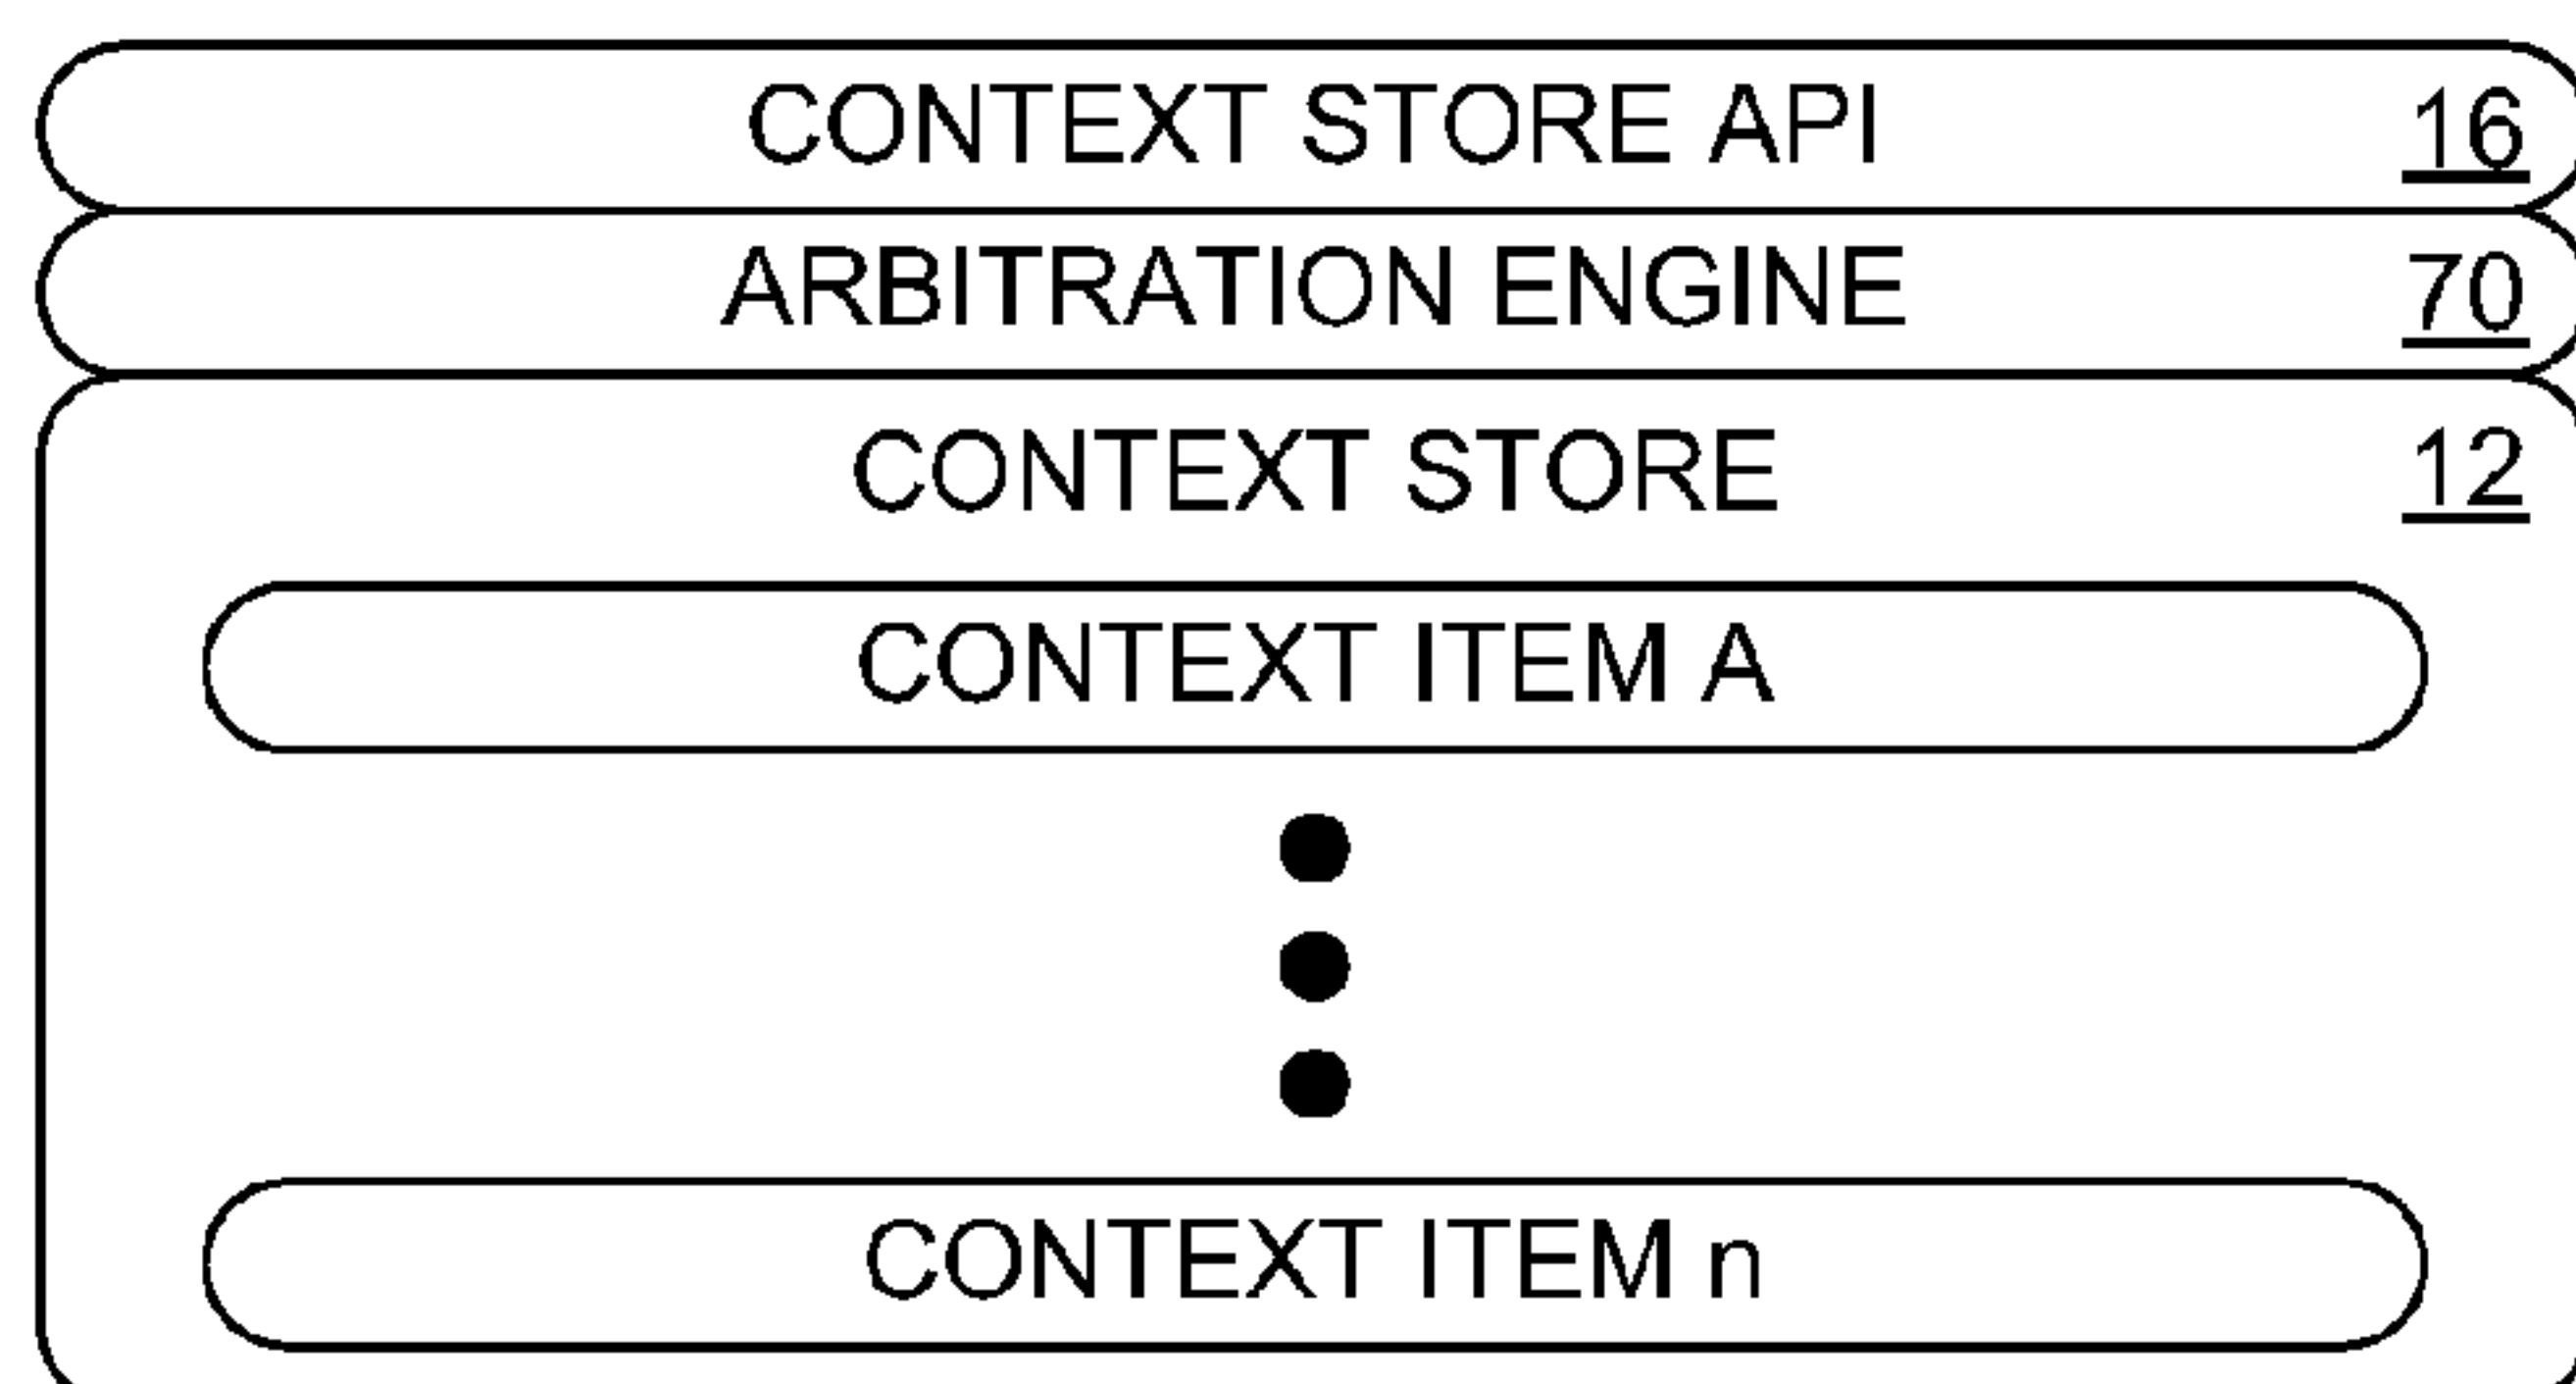 CONTEXT STORE API 16
ARBITRATION ENGINE 70
CONTEXT STORE 12
CONTEXT ITEM A
CONTEXT ITEM n